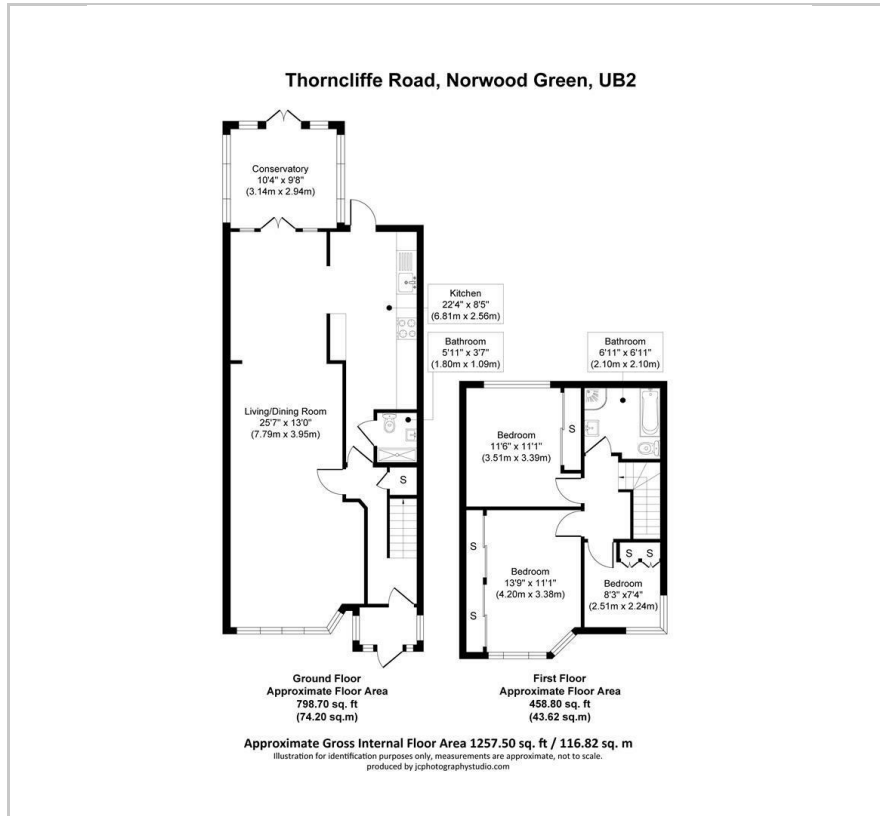 Thorncliffe Road, Norwood Green, UB2
Conservatory
10'4" x 9'8"
(3.14m x 2.94m)
Kitchen
22'4" x 8'5"
(6.81m x 2.56m)
Bathroom
5'11" x 3'7"
(1.80m x 1.09m)
Bathroom
6'11" x 6'11"
(2.10m x 2.10m)
Living/Dining Room
25'7" x 13'0"
(7.79m x 3.95m)
S
Bedroom
11'6" x 11'1"
(3.51m x 3.39m)
S
S
S
Bedroom
13'9" x 11'1"
(4.20m x 3.38m)
S S
Bedroom
8'3" x7'4"
(2.51m x 2.24m)
Ground Floor
Approximate Floor Area
798.70 sq. ft
(74.20 sq.m)
First Floor
Approximate Floor Area
458.80 sq. ft
(43.62 sq.m)
Approximate Gross Internal Floor Area 1257.50 sq. ft / 116.82 sq. m
Illustration for identification purposes only, measurements are approximate, not to scale.
produced by jcphotographystudio.com